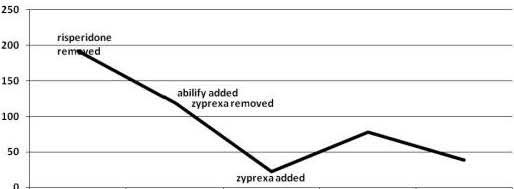 250
200
risperidone
removed
150
abilify added
zyprexa removed
100
50
zyprexa added
0